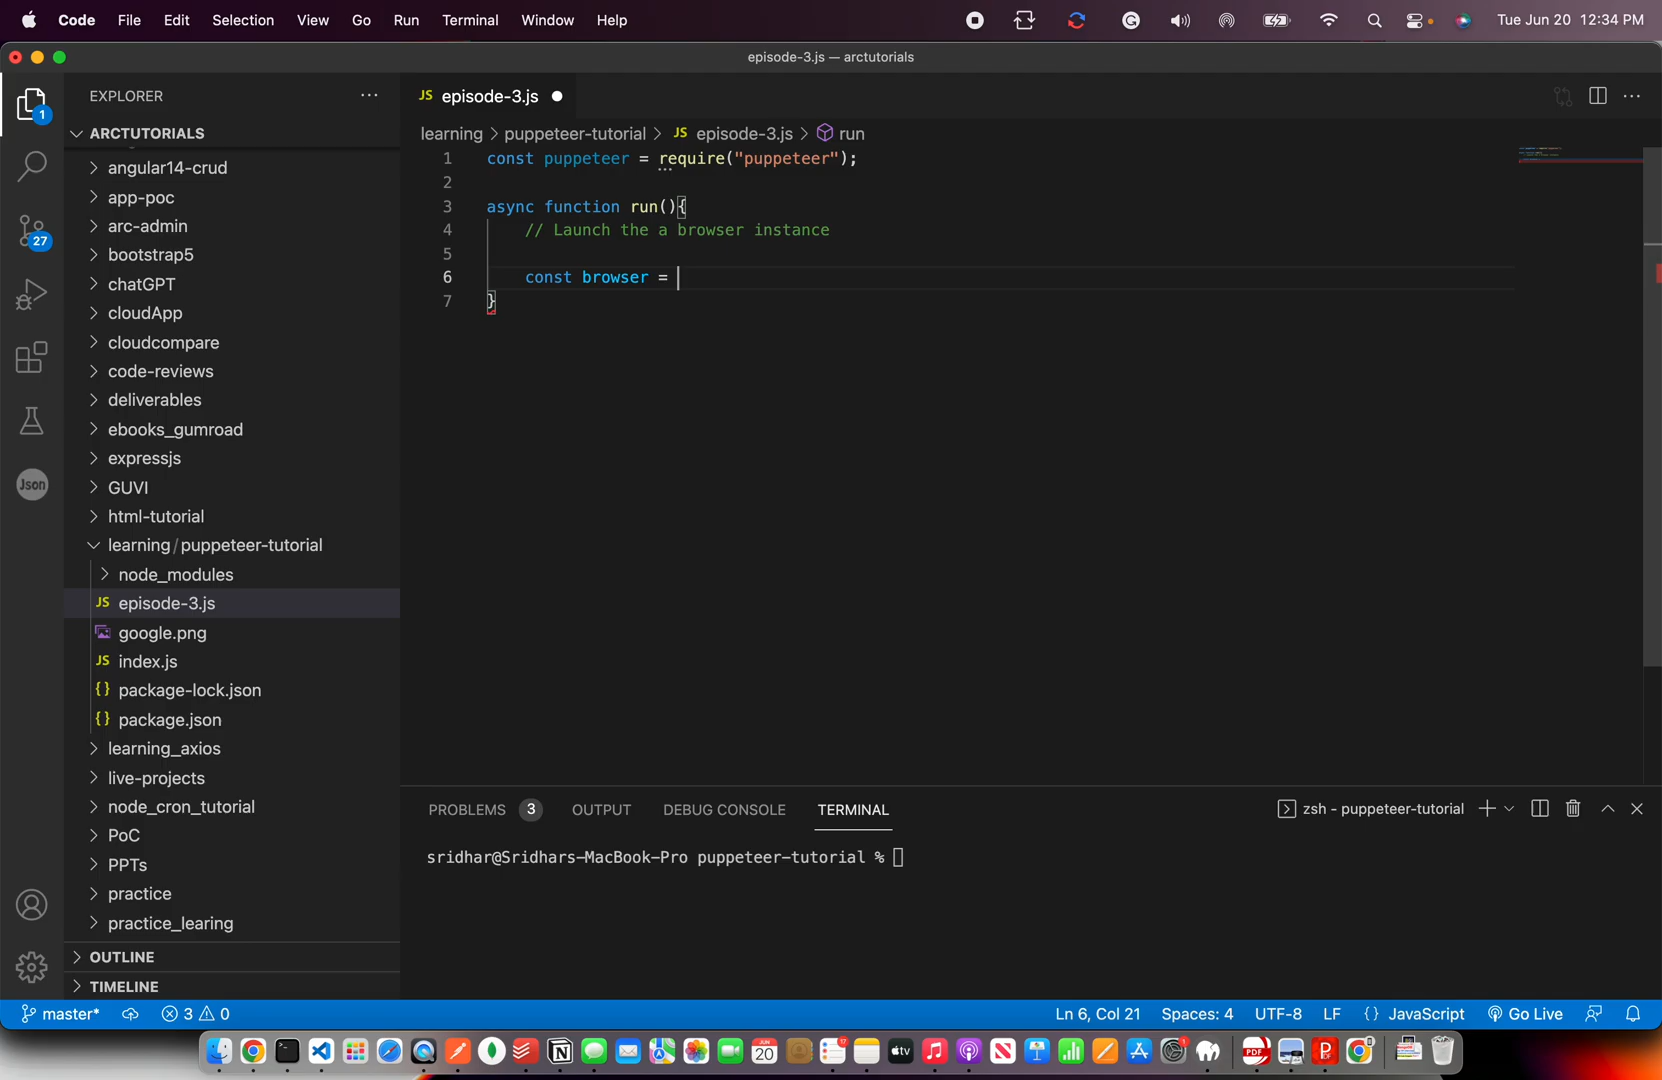 Code File Edit Selection View Go Run Terminal Window Help Tue Jun 20 12:34 PM
episode-3.js — arctutorials
EXPLORER
ARCTUTORIALS
angular14-crud
app-poc
arc-admin
bootstrap5
chatGPT
cloudApp
cloudcompare
code-reviews
deliverables
ebooks_gumroad
expressjs
GUVI
html-tutorial
learning / puppeteer-tutorial
node_modules
JS episode-3.js
google.png
JS index.js
{} package-lock.json
{} package.json
learning_axios
live-projects
node_cron_tutorial
PoC
PPTs
practice
practice_learing
OUTLINE
TIMELINE
1
27
Json
JS episode-3.js
learning > puppeteer-tutorial > JS episode-3.js > run
1 const puppeteer = require("puppeteer");
2
3 async function run(){
4 // Launch the a browser instance
5
6 const browser =
7 }
PROBLEMS 3 OUTPUT DEBUG CONSOLE TERMINAL zsh - puppeteer-tutorial
sridhar@Sridhars-MacBook-Pro puppeteer-tutorial %
master* 3 0 Ln 6, Col 21 Spaces: 4 UTF-8 LF {} JavaScript Go Live